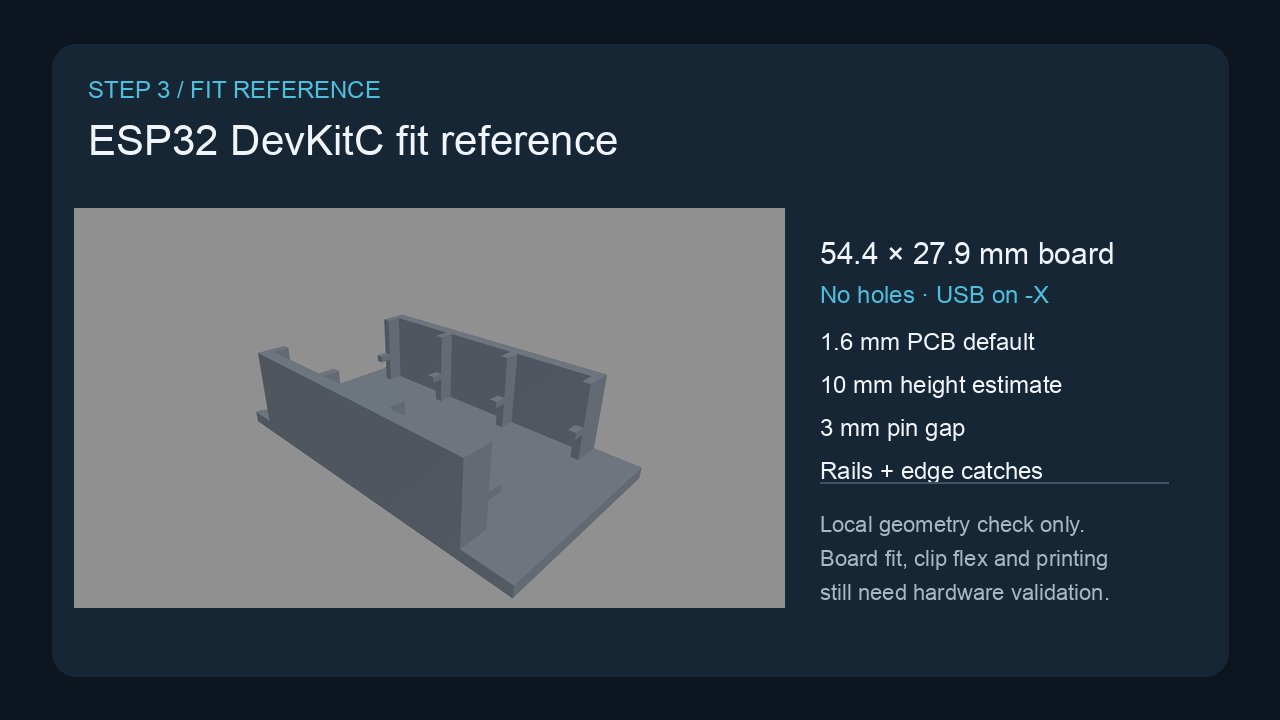 STEP 3 / FIT REFERENCE
ESP32 DevKitC fit reference
54.4 × 27.9 mm board
No holes · USB on -X
1.6 mm PCB default
10 mm height estimate
3 mm pin gap
Rails + edge catches
Local geometry check only.
Board fit, clip flex and printing
still need hardware validation.